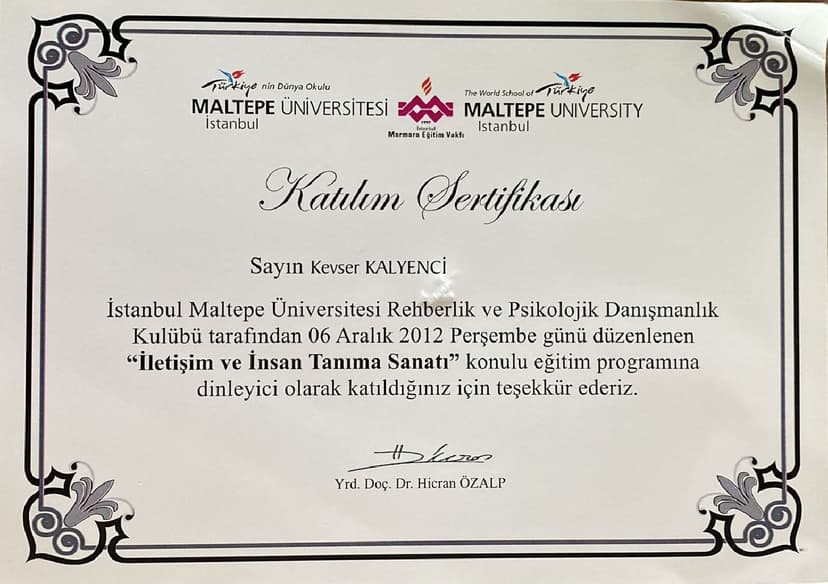 Türkiye nin Dünya Okulu
MALTEPE ÜNİVERSİTESİ
İstanbul
1997
İstanbul
Marmara Eğitim Vakfı
The World School of Türkiye
MALTEPE UNIVERSITY
Istanbul
Katılım Sertifikası
Sayın Kevser KALYENCİ
İstanbul Maltepe Üniversitesi Rehberlik ve Psikolojik Danışmanlık
Kulübü tarafından 06 Aralık 2012 Perşembe günü düzenlenen
“İletişim ve İnsan Tanıma Sanatı” konulu eğitim programına
dinleyici olarak katıldığınız için teşekkür ederiz.
Yrd. Doç. Dr. Hicran ÖZALP